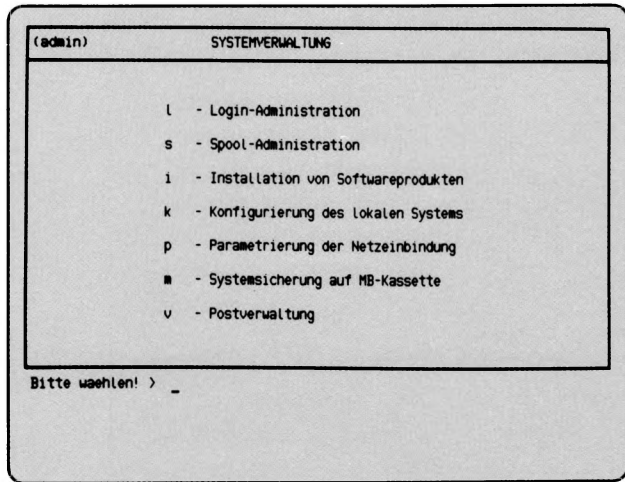 (admin) SYSTEMVERWALTUNG
l - Login-Administration
s - Spool-Administration
i - Installation von Softwareprodukten
k - Konfigurierung des lokalen Systems
p - Parametrierung der Netzeinbindung
m - Systemsicherung auf MB-Kassette
v - Postverwaltung
Bitte waehlen! > _